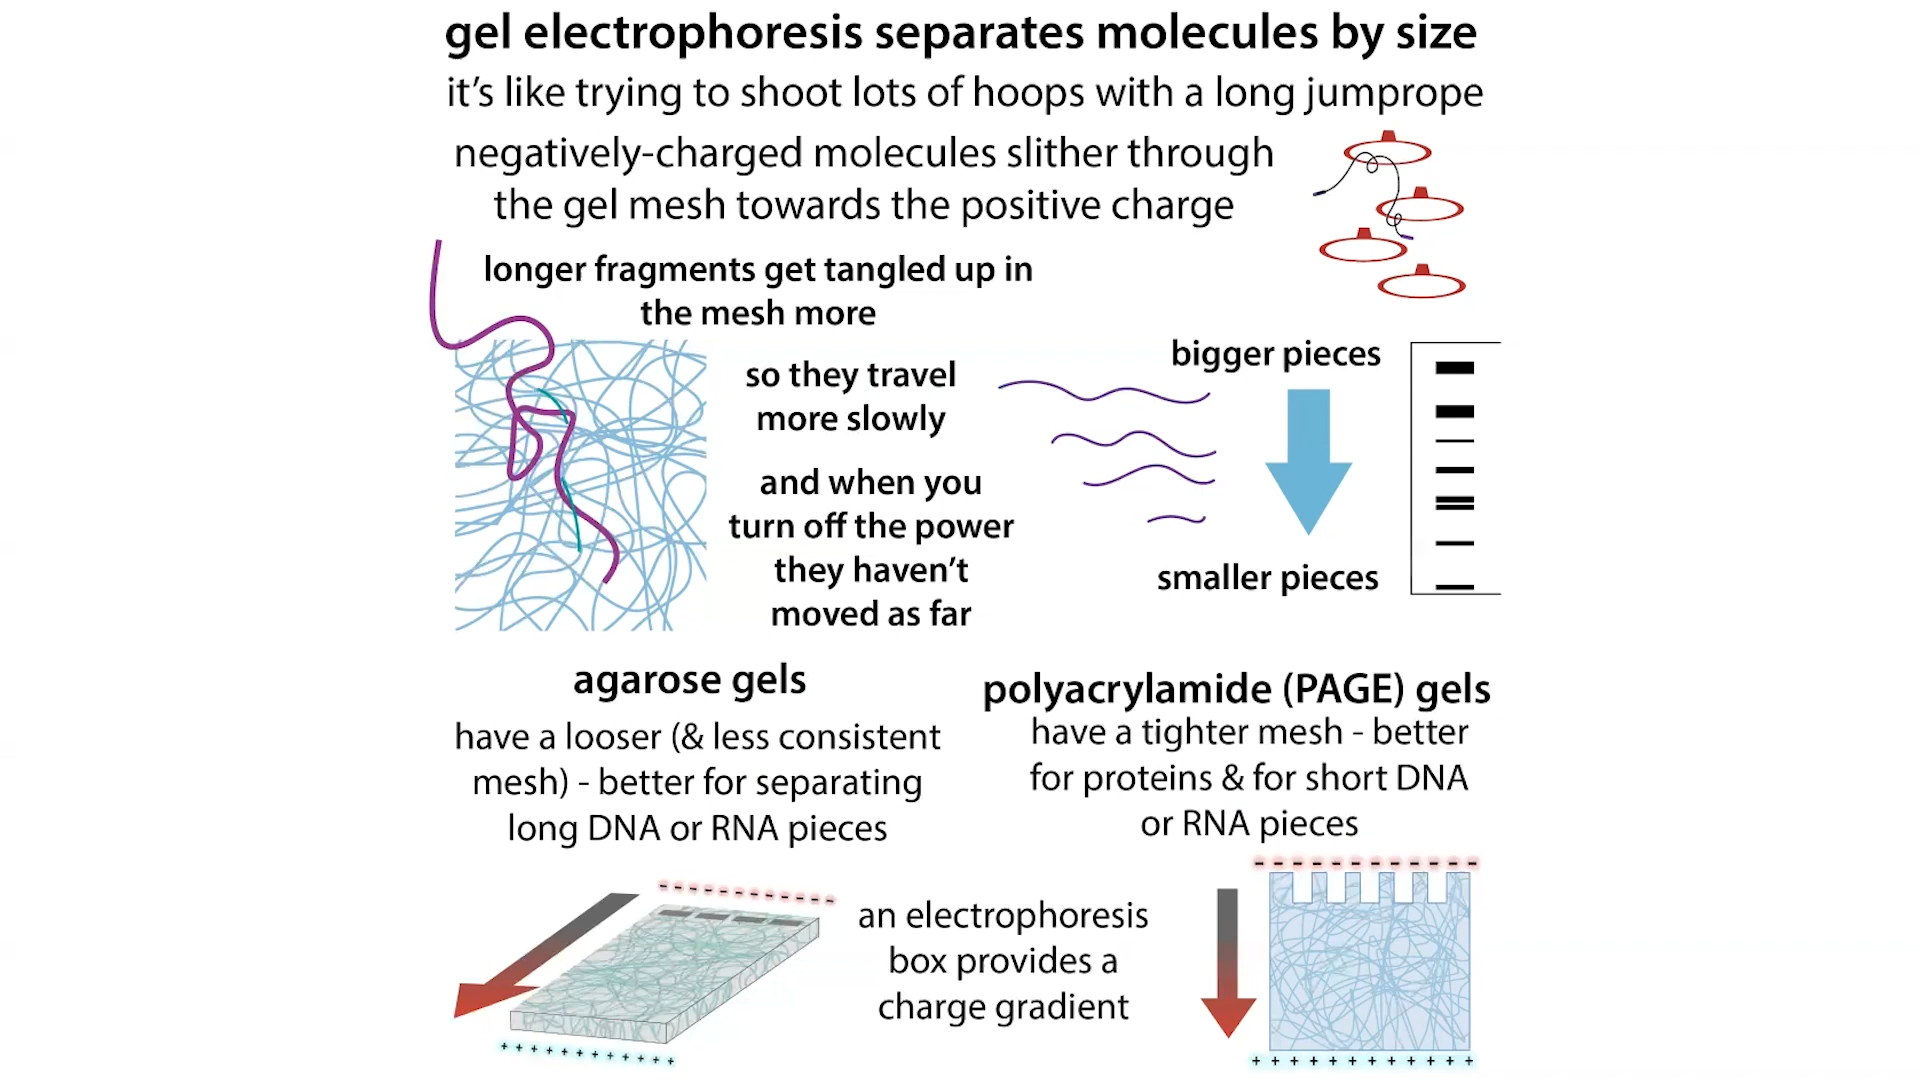 gel electrophoresis separates molecules by size
it's like trying to shoot lots of hoops with a long jumprope
negatively-charged molecules slither through
the gel mesh towards the positive charge
longer fragments get tangled up in
the mesh more
so they travel
more slowly
and when you
turn off the power
they haven't
moved as far
bigger pieces
smaller pieces
agarose gels
have a looser (& less consistent
mesh) - better for separating
long DNA or RNA pieces
polyacrylamide (PAGE) gels
have a tighter mesh - better
for proteins & for short DNA
or RNA pieces
- - - - - - - - - - - -
an electrophoresis
box provides a
charge gradient
+ + + + + + + + + + + +
- - - - - - - - - - - -
+ + + + + + + + + + + +